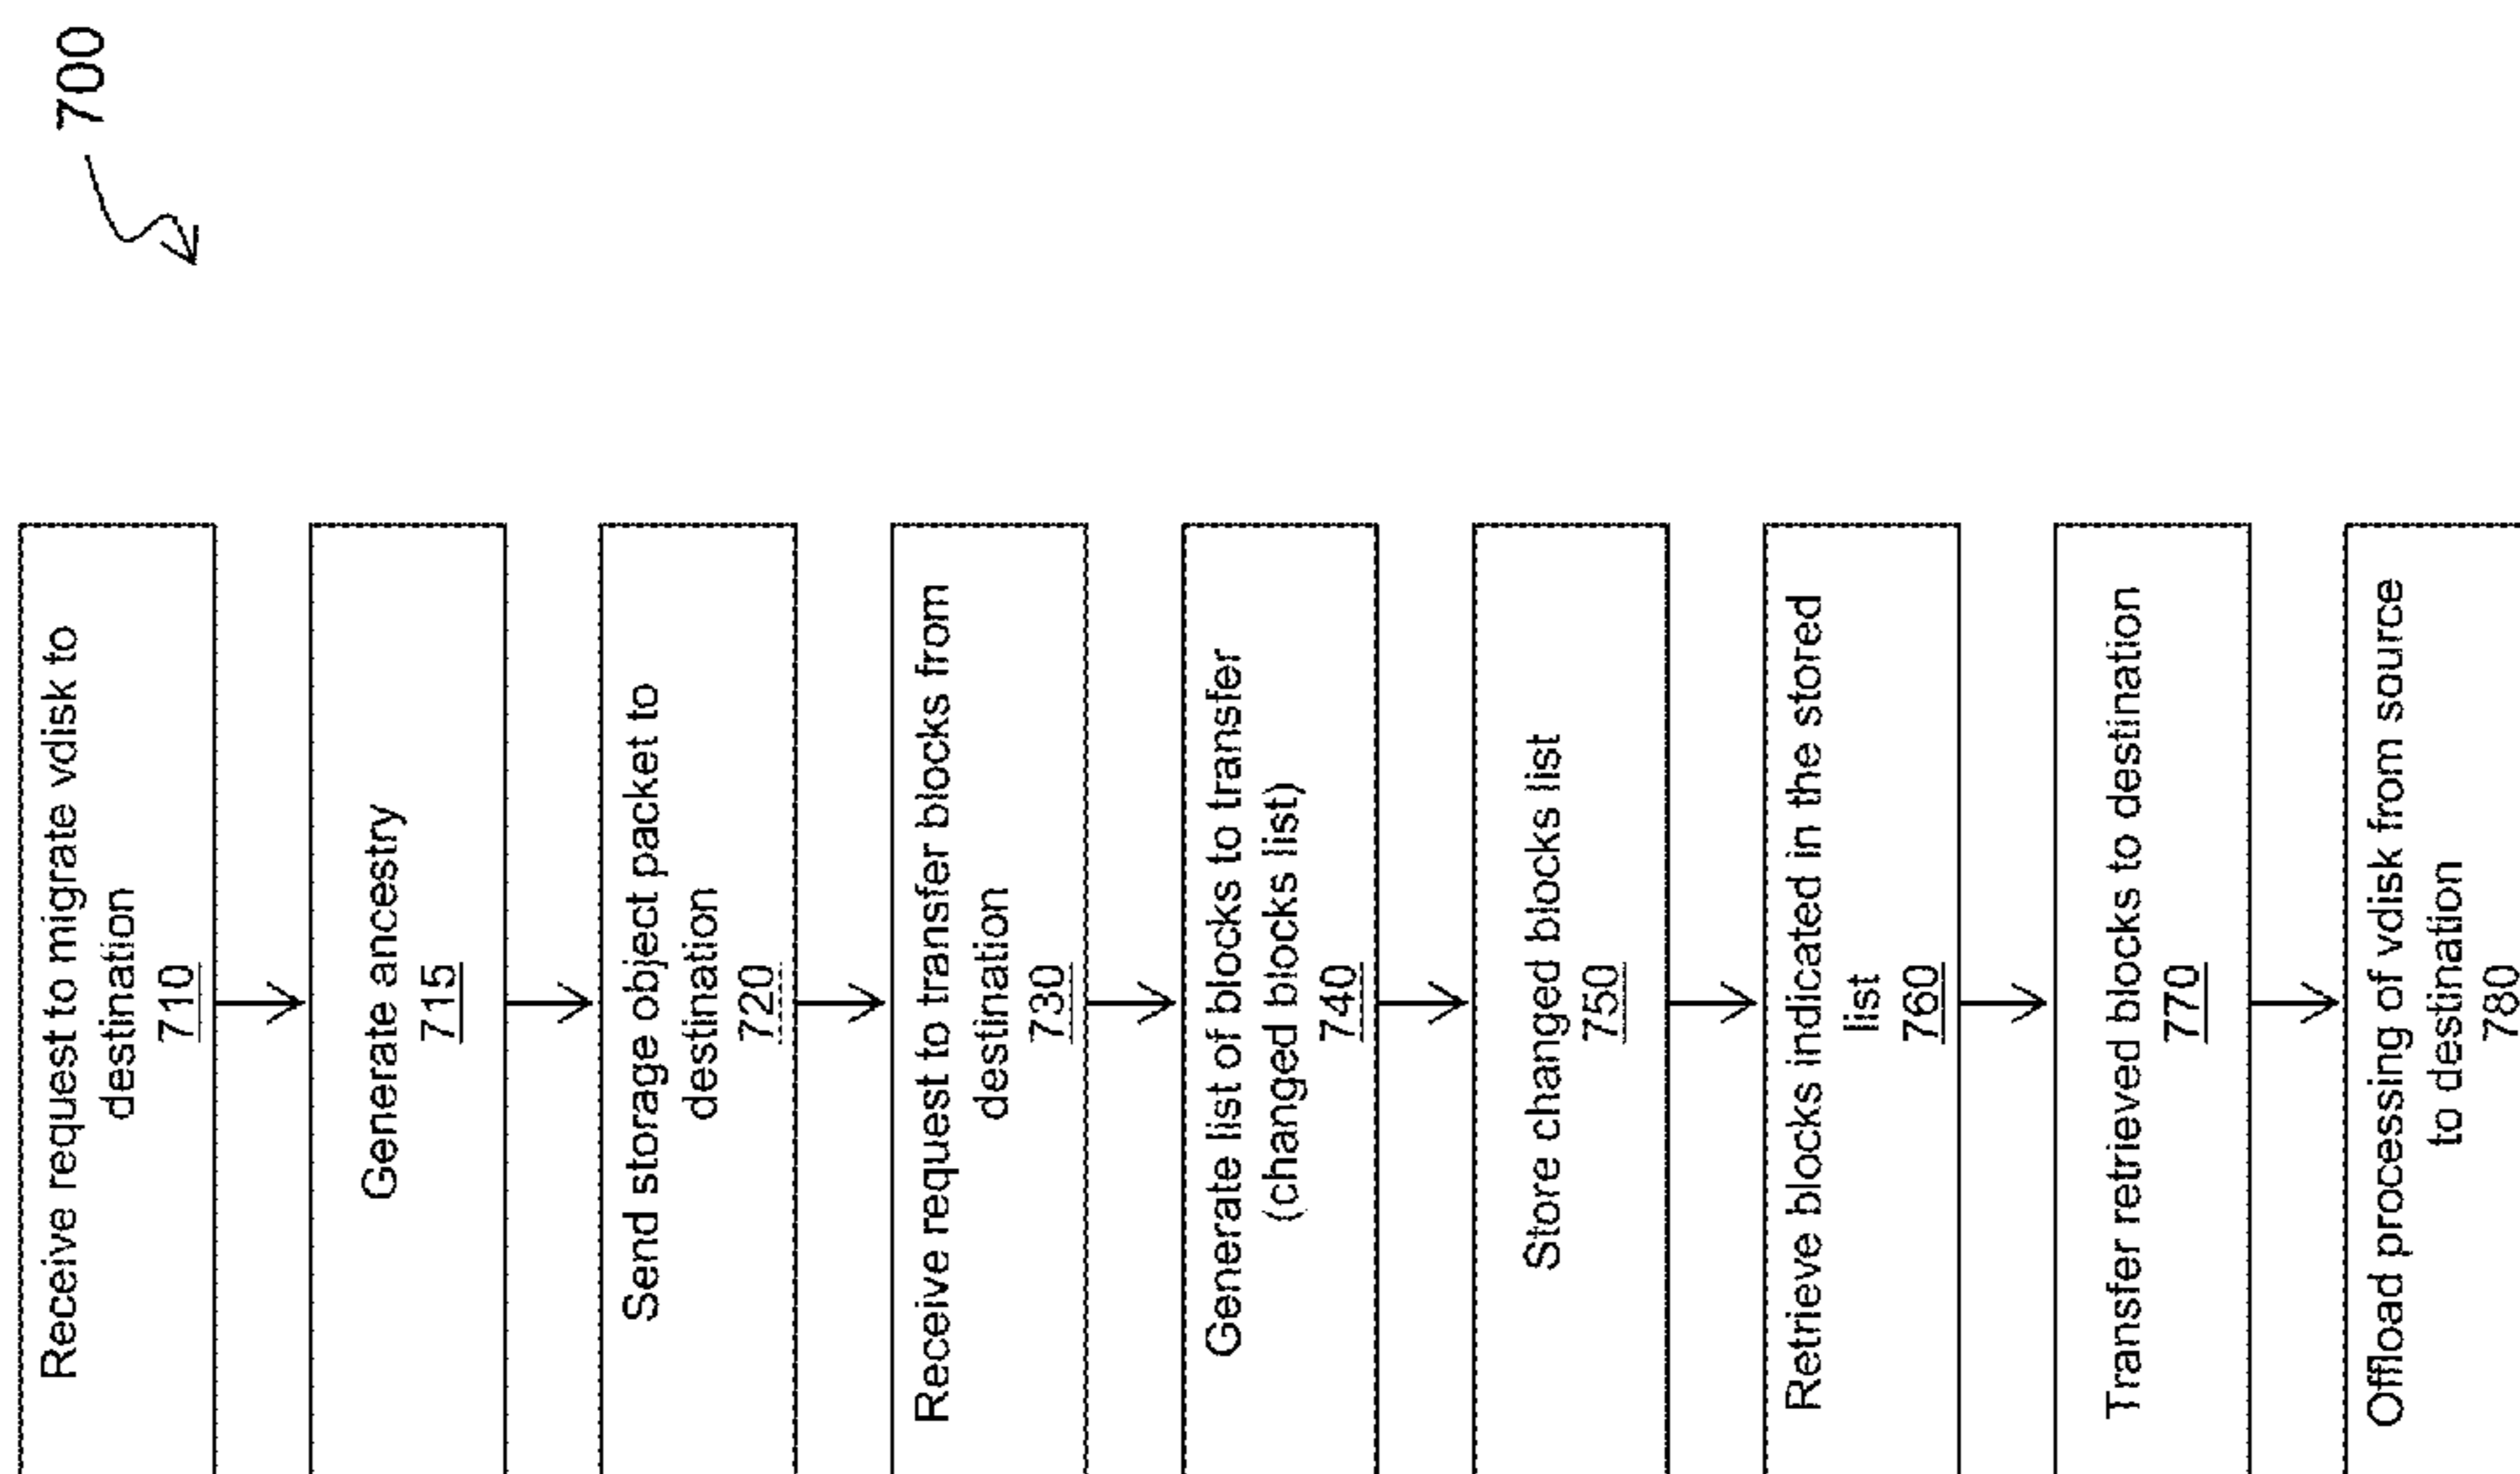 700
Receive request to migrate vdisk to
destination
710
Generate ancestry
715
Send storage object packet to
destination
720
Receive request to transfer blocks from
destination
730
Generate list of blocks to transfer
(changed blocks list)
740
Store changed blocks list
750
Retrieve blocks indicated in the stored
list
760
Transfer retrieved blocks to destination
770
Offload processing of vdisk from source
to destination
780